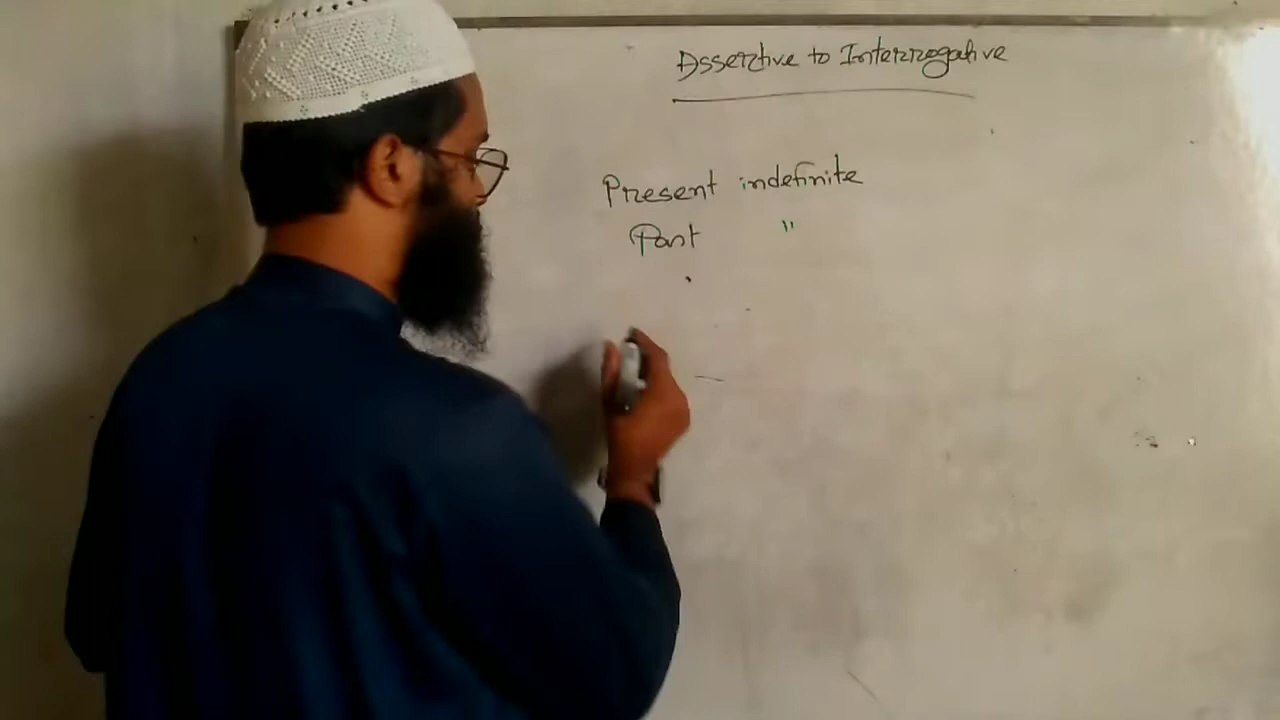 Assertive to Interrogative
Present indefinite
Past "